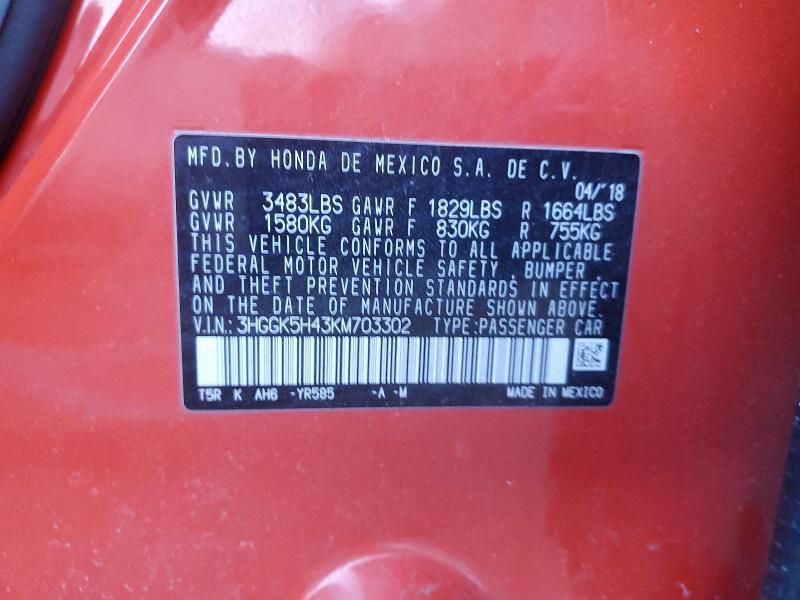 MFD. BY HONDA DE MEXICO S.A. DE C.V.
04/'18
GVWR 3483LBS GAWR F 1829LBS R 1664LBS
GVWR 1580KG GAWR F 830KG R 755KG
THIS VEHICLE CONFORMS TO ALL APPLICABLE
FEDERAL MOTOR VEHICLE SAFETY, BUMPER,
AND THEFT PREVENTION STANDARDS IN EFFECT
ON THE DATE OF MANUFACTURE SHOWN ABOVE.
V.I.N.: 3HGGK5H43KM703302 TYPE:PASSENGER CAR
T5R K AH6 -YR585 -A -M MADE IN MEXICO